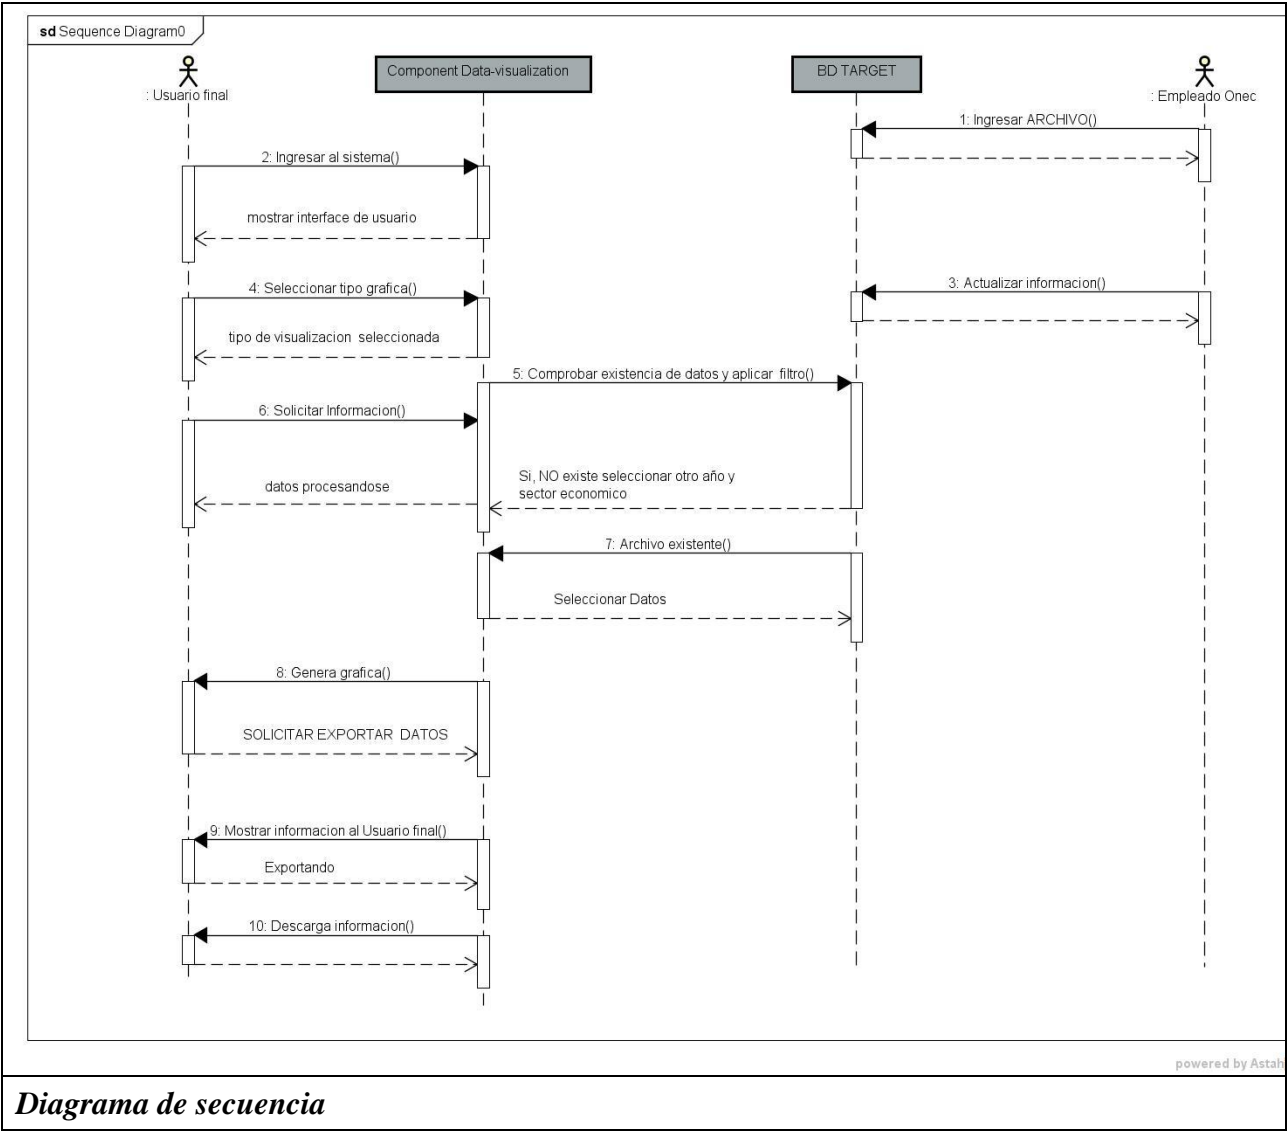 sd Sequence Diagram0
: Usuario final
Component Data-visualization
BD TARGET
: Empleado Onec
1: Ingresar ARCHIVO()
2: Ingresar al sistema()
mostrar interface de usuario
3: Actualizar informacion()
4: Seleccionar tipo grafica()
tipo de visualizacion seleccionada
5: Comprobar existencia de datos y aplicar filtro()
6: Solicitar Informacion()
Si, NO existe seleccionar otro año y
sector economico
datos procesandose
7: Archivo existente()
Seleccionar Datos
8: Genera grafica()
SOLICITAR EXPORTAR DATOS
9: Mostrar informacion al Usuario final()
Exportando
10: Descarga informacion()
powered by Astah
Diagrama de secuencia